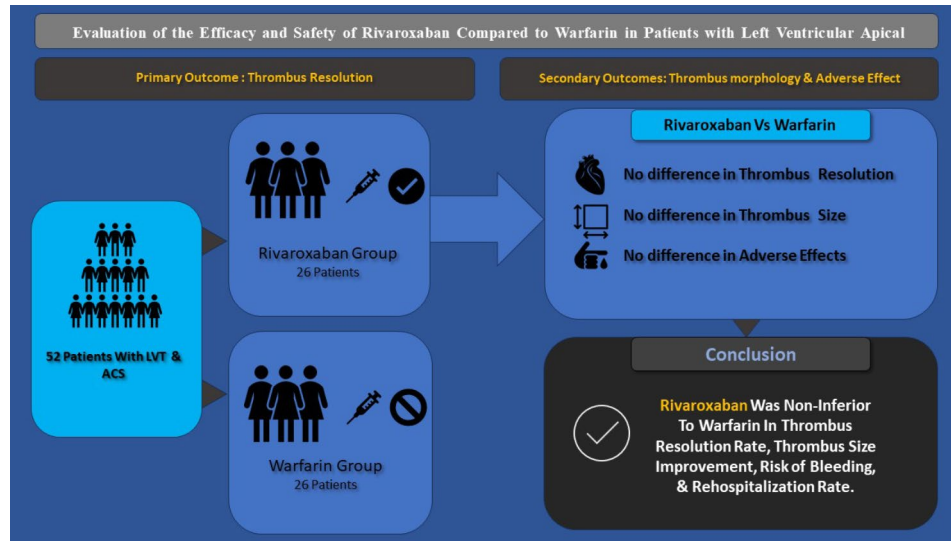 Evaluation of the Efficacy and Safety of Rivaroxaban Compared to Warfarin in Patients with Left Ventricular Apical
Primary Outcome : Thrombus Resolution
Secondary Outcomes: Thrombus morphology & Adverse Effect
52 Patients With LVT &
ACS
Rivaroxaban Group
26 Patients
Warfarin Group
26 Patients
Rivaroxaban Vs Warfarin
No difference in Thrombus Resolution
No difference in Thrombus Size
No difference in Adverse Effects
Conclusion
Rivaroxaban Was Non-Inferior
To Warfarin In Thrombus
Resolution Rate, Thrombus Size
Improvement, Risk of Bleeding,
& Rehospitalization Rate.